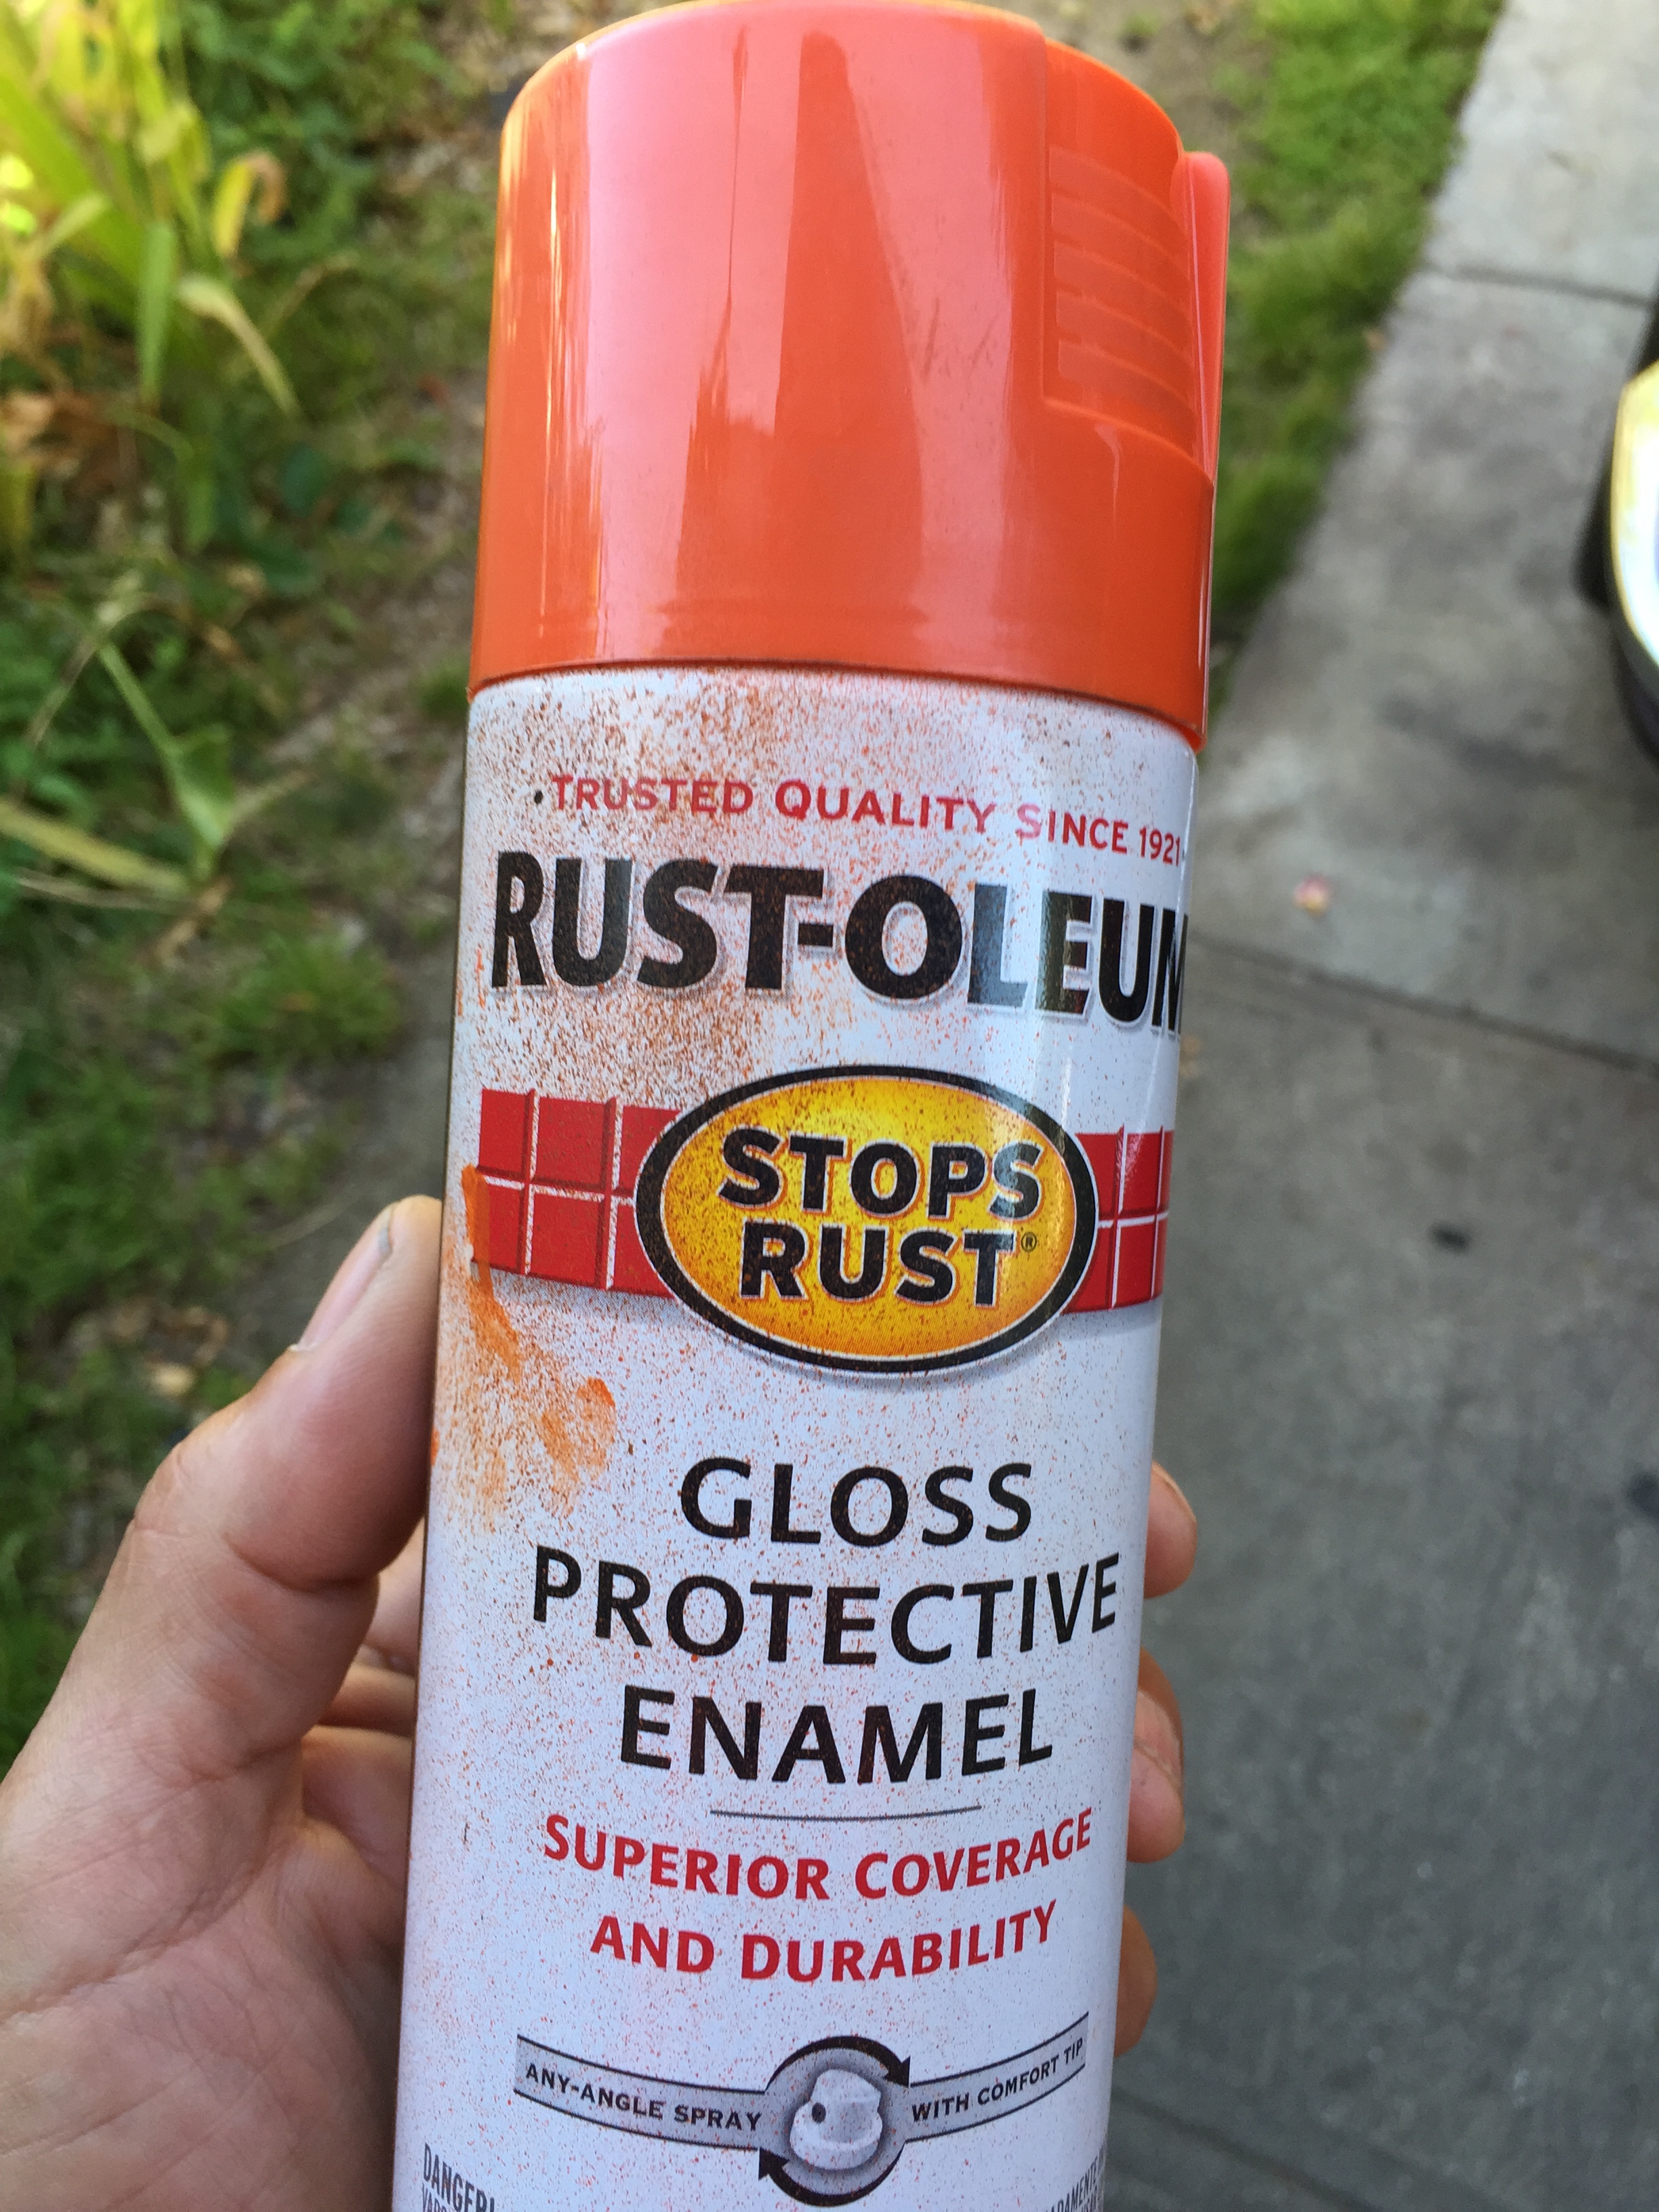 TRUSTED QUALITY SINCE 1921
RUST-OLEUM
STOPS
RUST®
GLOSS
PROTECTIVE
ENAMEL
SUPERIOR COVERAGE
AND DURABILITY
ANY-ANGLE SPRAY WITH COMFORT TIP
DANGER!